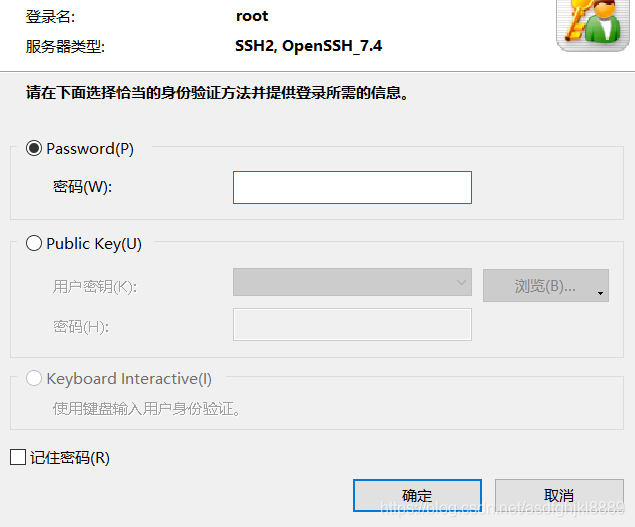 登录名: root
服务器类型: SSH2, OpenSSH_7.4
请在下面选择恰当的身份验证方法并提供登录所需的信息。
Password(P)
密码(W):
Public Key(U)
用户密钥(K): 浏览(B)...
密码(H):
Keyboard Interactive(I)
使用键盘输入用户身份验证。
记住密码(R)
确定 取消
https://blog.csdn.net/asdfghjkl8889